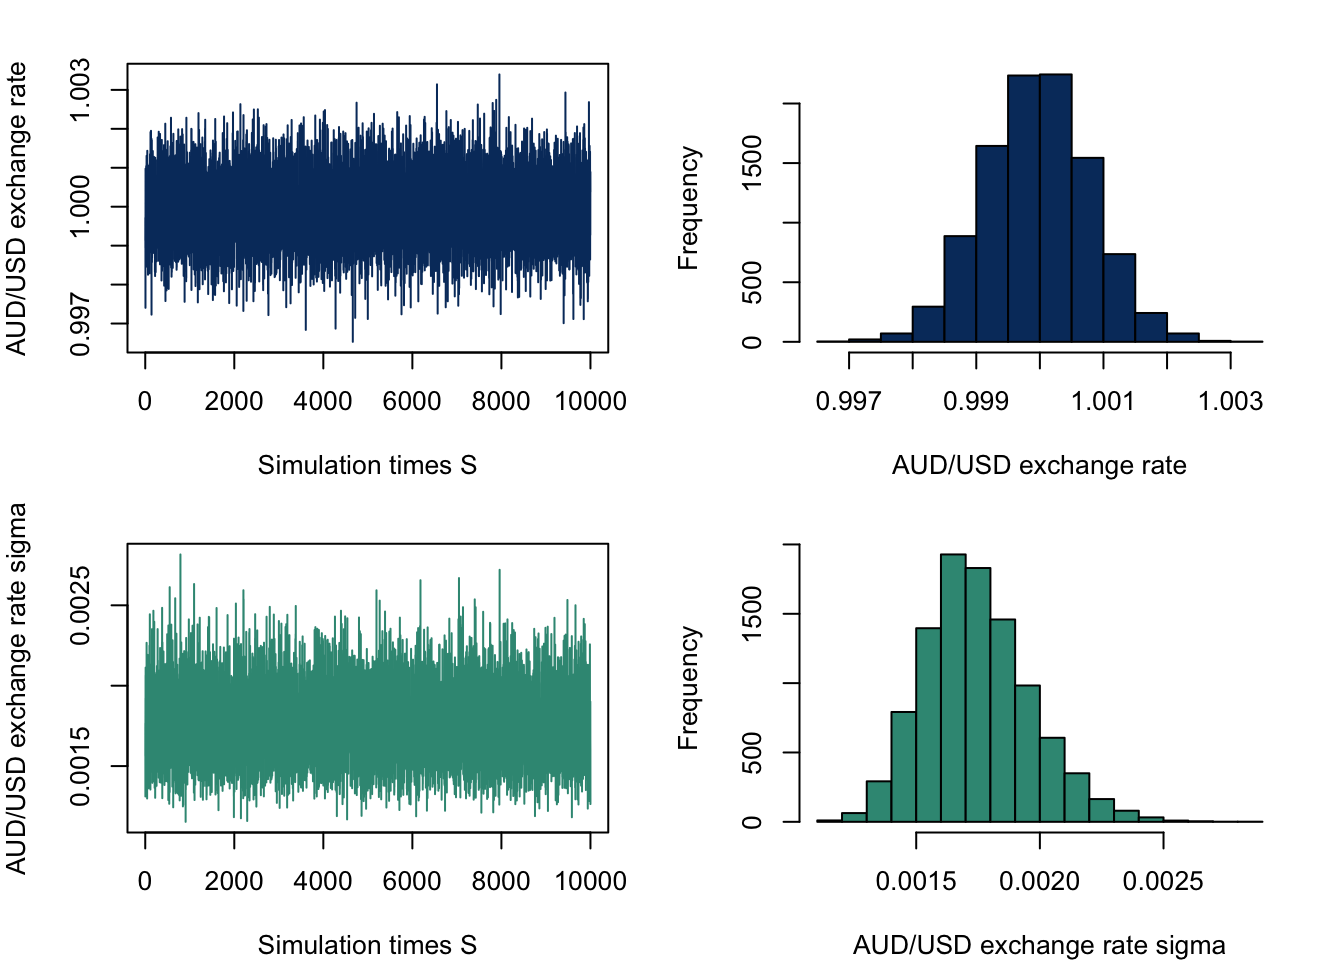 AUD/USD exchange rate
1.003
1.000
0.997
0 2000 4000 6000 8000 10000
Simulation times S
Frequency
1500
500
0
0.997 0.999 1.001 1.003
AUD/USD exchange rate
AUD/USD exchange rate sigma
0.0025
0.0015
0 2000 4000 6000 8000 10000
Simulation times S
Frequency
1500
500
0
0.0015 0.0020 0.0025
AUD/USD exchange rate sigma